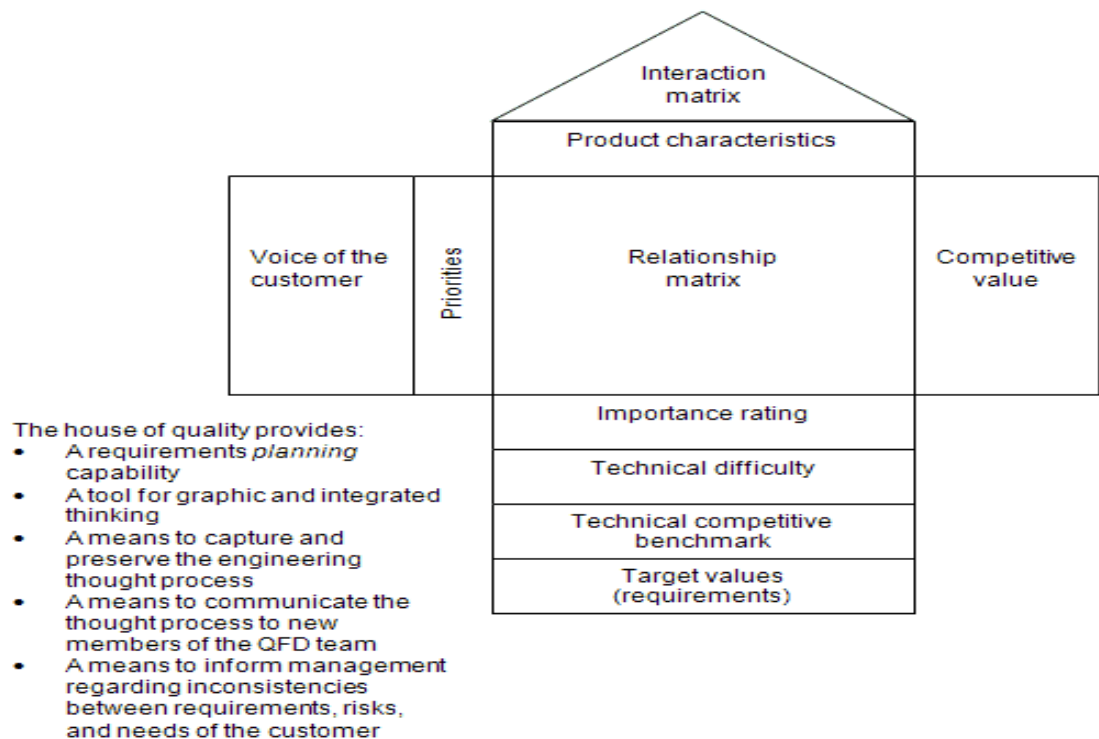 Interaction
matrix
Product characteristics
Voice of the
customer
Priorities
Relationship
matrix
Competitive
value
Importance rating
Technical difficulty
Technical competitive
benchmark
Target values
(requirements)
The house of quality provides:
• A requirements planning
capability
• A tool for graphic and integrated
thinking
• A means to capture and
preserve the engineering
thought process
• A means to communicate the
thought process to new
members of the QFD team
• A means to inform management
regarding inconsistencies
between requirements, risks,
and needs of the customer